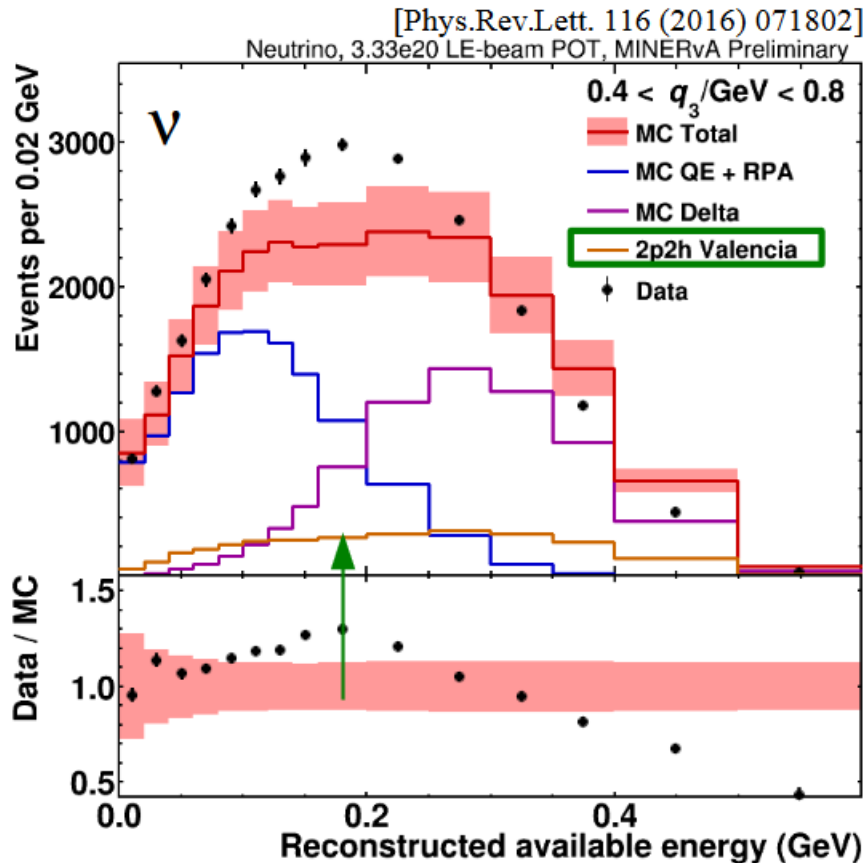 [Phys.Rev.Lett. 116 (2016) 071802]
Neutrino, 3.33e20 LE-beam POT, MINERvA Preliminary
ν
0.4 < q3/GeV < 0.8
MC Total
MC QE + RPA
MC Delta
2p2h Valencia
Data
Events per 0.02 GeV
3000
2000
1000
Data / MC
1.5
1.0
0.5
0.0
0.2
0.4
Reconstructed available energy (GeV)